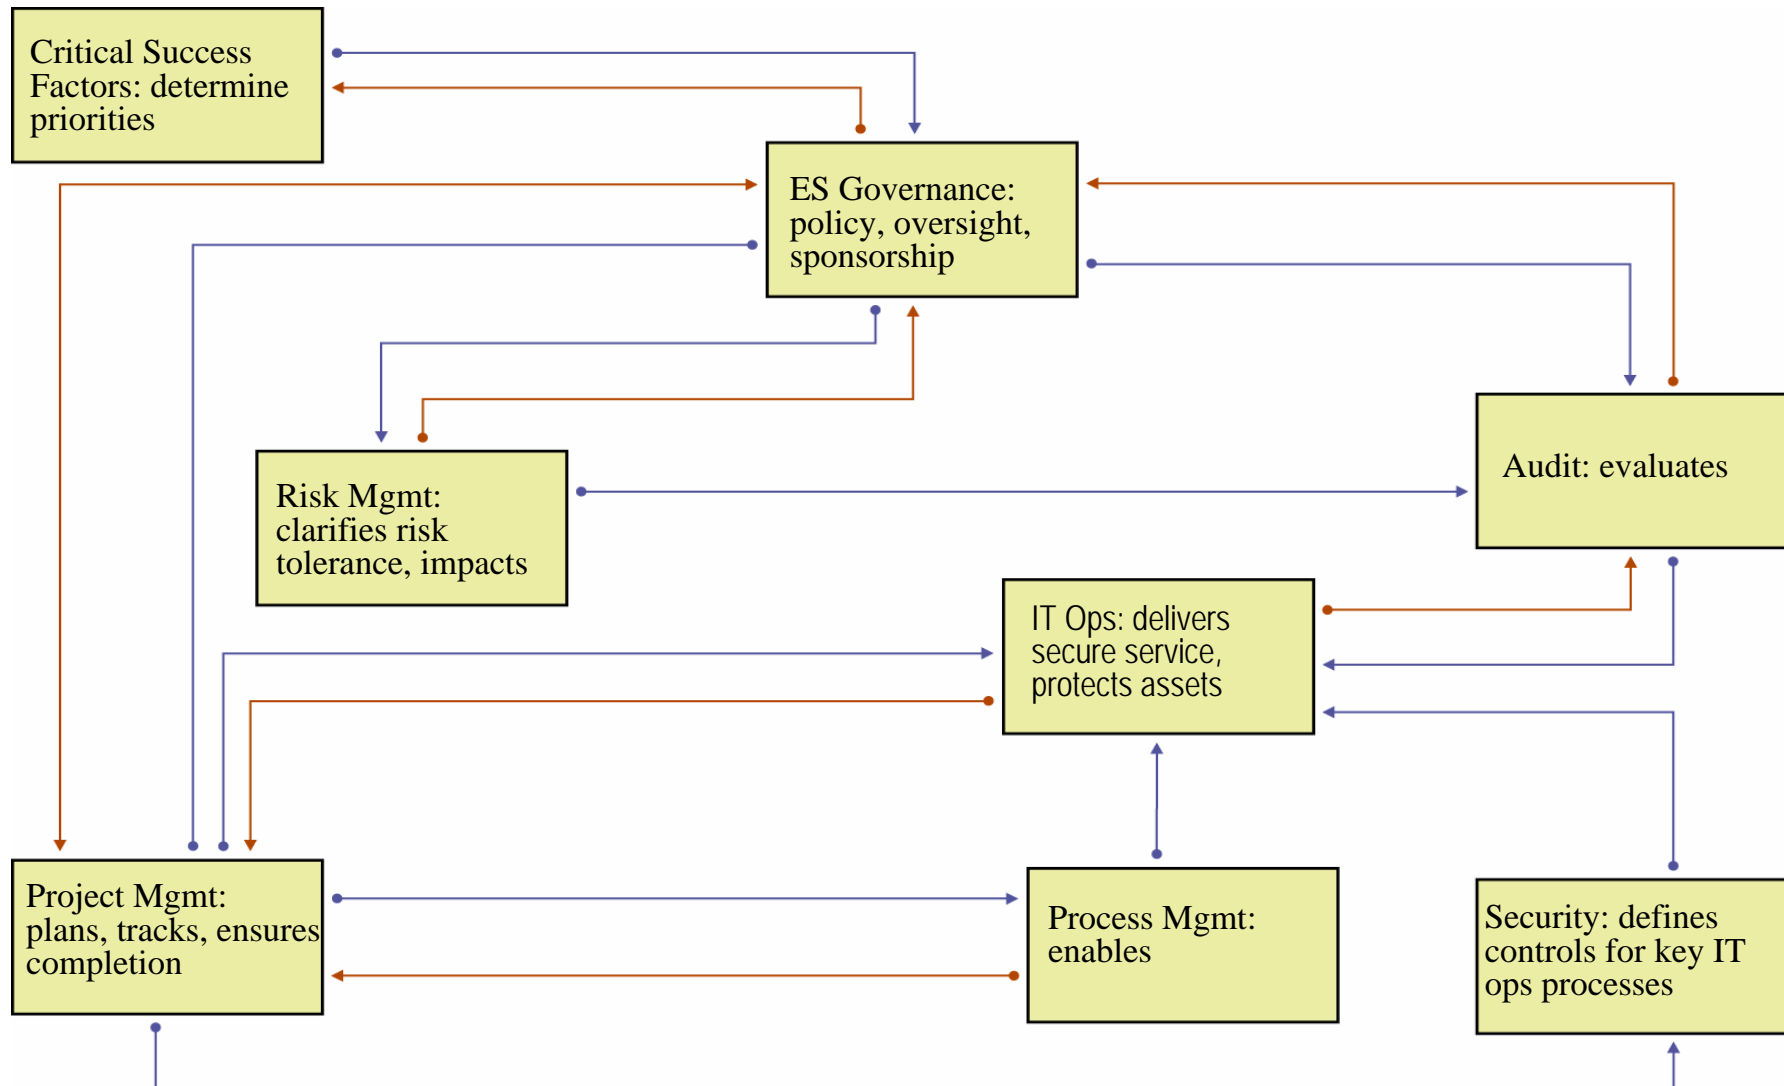 Critical Success
Factors: determine
priorities
ES Governance:
policy, oversight,
sponsorship
Audit: evaluates
Risk Mgmt:
clarifies risk
tolerance, impacts
IT Ops: delivers
secure service,
protects assets
Project Mgmt:
plans, tracks, ensures
completion
Process Mgmt:
enables
Security: defines
controls for key IT
ops processes